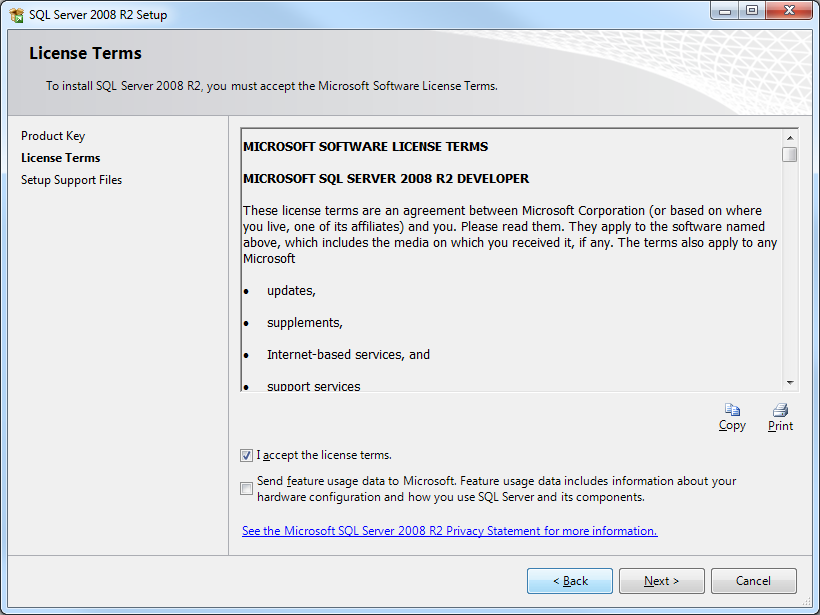 SQL Server 2008 R2 Setup
License Terms
To install SQL Server 2008 R2, you must accept the Microsoft Software License Terms.
Product Key
License Terms
Setup Support Files
MICROSOFT SOFTWARE LICENSE TERMS
MICROSOFT SQL SERVER 2008 R2 DEVELOPER
These license terms are an agreement between Microsoft Corporation (or based on where
you live, one of its affiliates) and you. Please read them. They apply to the software named
above, which includes the media on which you received it, if any. The terms also apply to any
Microsoft
• updates,
• supplements,
• Internet-based services, and
• support services
Copy
Print
I accept the license terms.
Send feature usage data to Microsoft. Feature usage data includes information about your
hardware configuration and how you use SQL Server and its components.
See the Microsoft SQL Server 2008 R2 Privacy Statement for more information.
< Back
Next >
Cancel